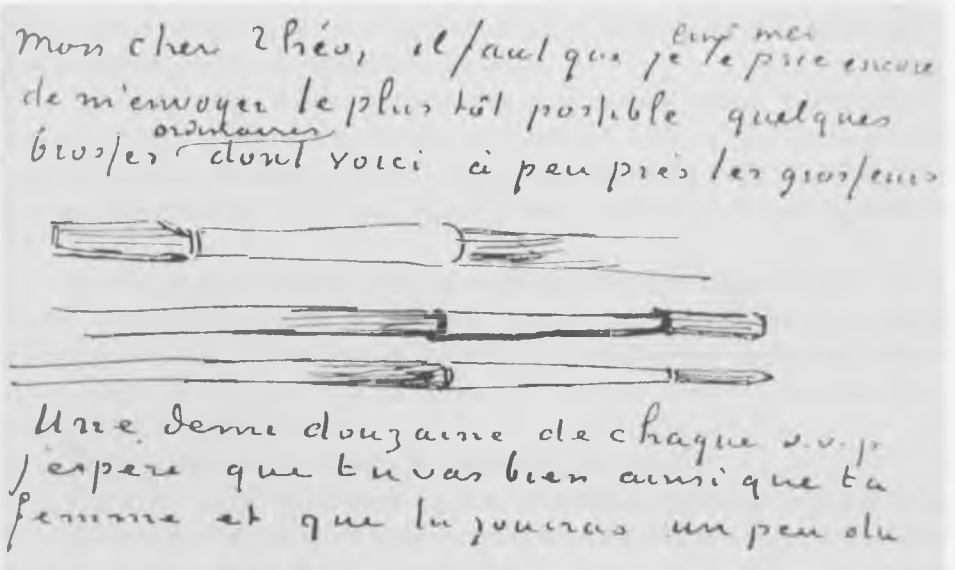 Mon cher Théo, il faut que je te prie encore
de m'envoyer le plus tôt possible quelques
ordinaires
brosses dont voici à peu près les grosseurs
Une demi douzaine de chaque s.v.p
j'espere que tu vas bien ainsi que ta
femme et que tu jouiras un peu du